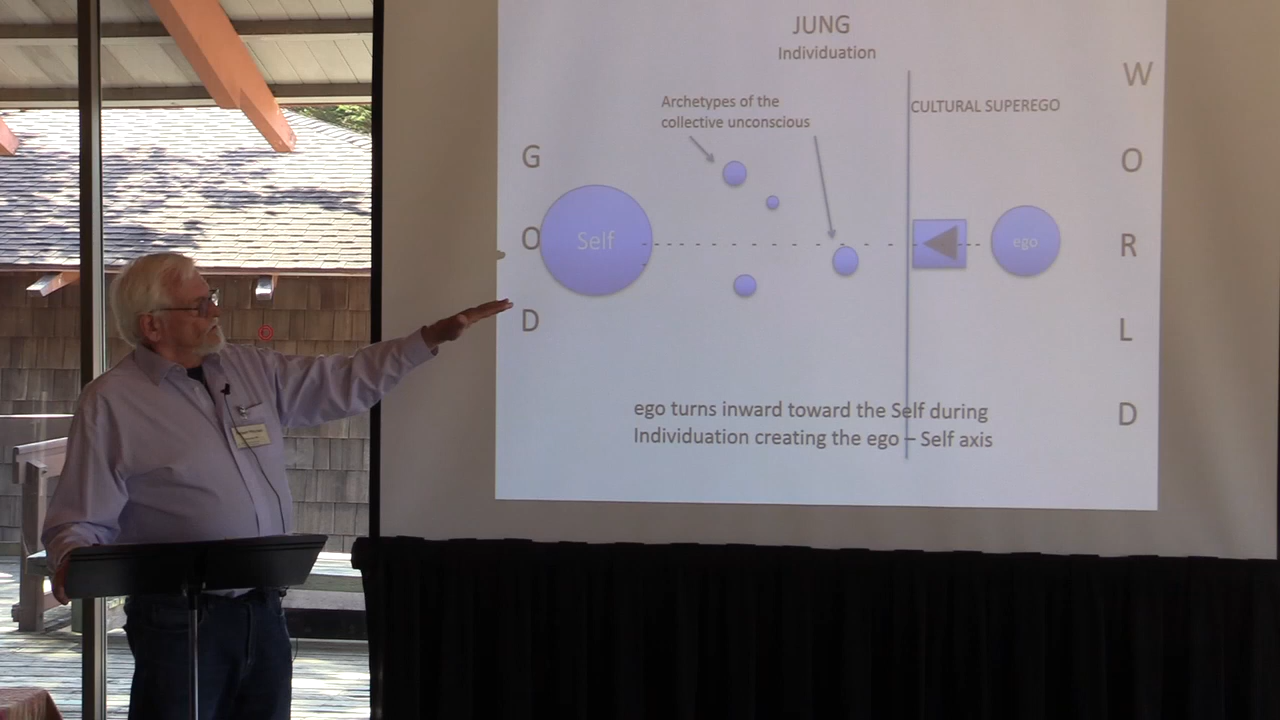 JUNG
Individuation
Archetypes of the
collective unconscious
CULTURAL SUPEREGO
G
O
D
Self
ego
W
O
R
L
D
ego turns inward toward the Self during
Individuation creating the ego – Self axis